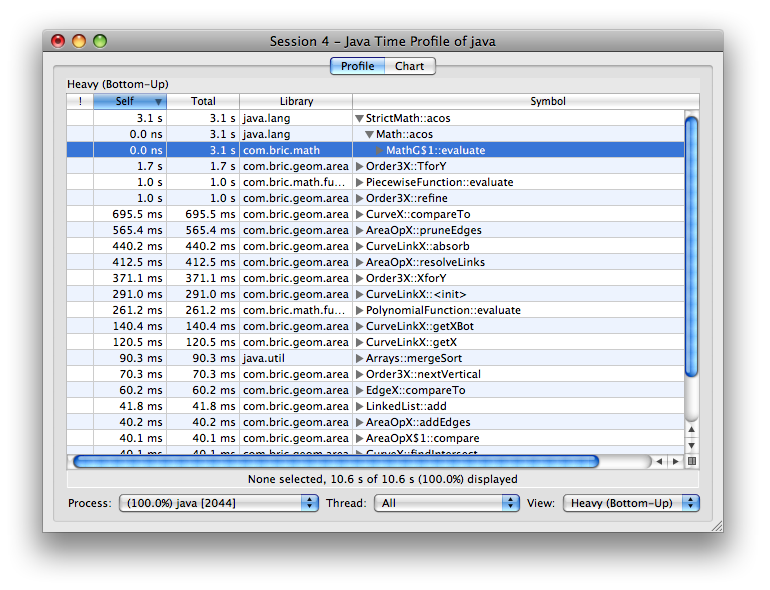 Session 4 – Java Time Profile of java
Profile Chart
Heavy (Bottom-Up)
! Self Total Library Symbol
3.1 s 3.1 s java.lang StrictMath::acos
0.0 ns 3.1 s java.lang Math::acos
0.0 ns 3.1 s com.bric.math MathG$1::evaluate
1.7 s 1.7 s com.bric.geom.area Order3X::TforY
1.0 s 1.0 s com.bric.math.fu... PiecewiseFunction::evaluate
1.0 s 1.0 s com.bric.geom.area Order3X::refine
695.5 ms 695.5 ms com.bric.geom.area CurveX::compareTo
565.4 ms 565.4 ms com.bric.geom.area AreaOpX::pruneEdges
440.2 ms 440.2 ms com.bric.geom.area CurveLinkX::absorb
412.5 ms 412.5 ms com.bric.geom.area AreaOpX::resolveLinks
371.1 ms 371.1 ms com.bric.geom.area Order3X::XforY
291.0 ms 291.0 ms com.bric.geom.area CurveLinkX::<init>
261.2 ms 261.2 ms com.bric.math.fu... PolynomialFunction::evaluate
140.4 ms 140.4 ms com.bric.geom.area CurveLinkX::getXBot
120.5 ms 120.5 ms com.bric.geom.area CurveLinkX::getX
90.3 ms 90.3 ms java.util Arrays::mergeSort
70.3 ms 70.3 ms com.bric.geom.area Order3X::nextVertical
60.2 ms 60.2 ms com.bric.geom.area EdgeX::compareTo
41.8 ms 41.8 ms com.bric.geom.area LinkedList::add
40.2 ms 40.2 ms com.bric.geom.area AreaOpX::addEdges
40.1 ms 40.1 ms com.bric.geom.area AreaOpX$1::compare
40.1 ms 40.1 ms com.bric.geom.area CurveX::findIntersect
None selected, 10.6 s of 10.6 s (100.0%) displayed
Process: (100.0%) java [2044] Thread: All View: Heavy (Bottom-Up)